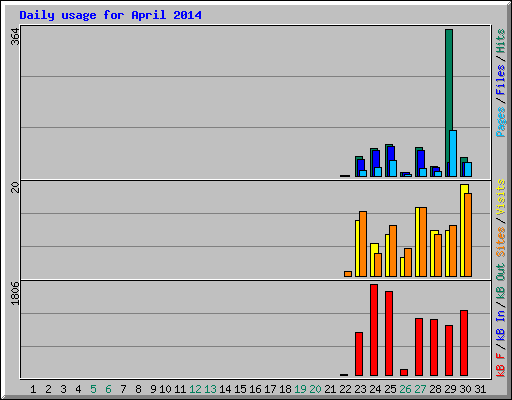 Daily usage for April 2014
364
20
1806
Pages / Files / Hits
Sites / Visits
kB F / kB In / kB Out
1 2 3 4 5 6 7 8 9 10 11 12 13 14 15 16 17 18 19 20 21 22 23 24 25 26 27 28 29 30 31